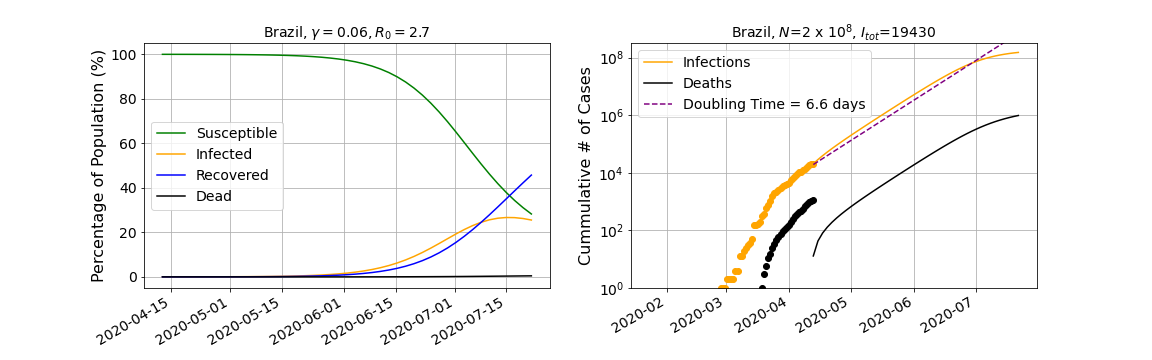 Brazil, γ = 0.06, R₀ = 2.7
Percentage of Population (%)
100
80
60
40
20
0
Susceptible
Infected
Recovered
Dead
2020-04-15
2020-05-01
2020-05-15
2020-06-01
2020-06-15
2020-07-01
2020-07-15
Brazil, N=2 x 10⁸, Iₜₒₜ=19430
Cummulative # of Cases
10⁸
10⁶
10⁴
10²
10⁰
Infections
Deaths
Doubling Time = 6.6 days
2020-02
2020-03
2020-04
2020-05
2020-06
2020-07